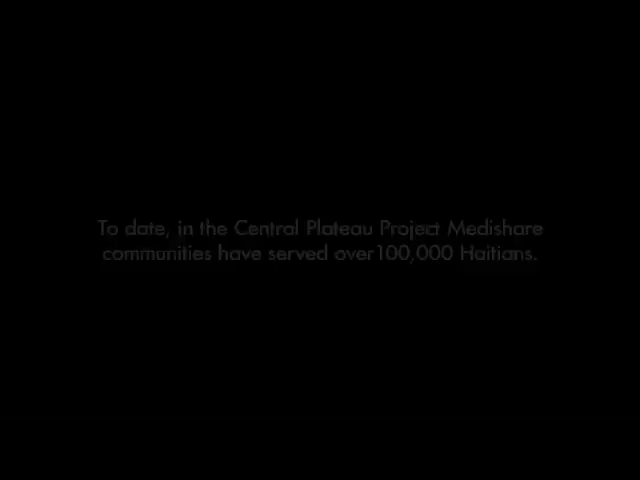 To date, in the Central Plateau Project Medishare
communities have served over100,000 Haitians.